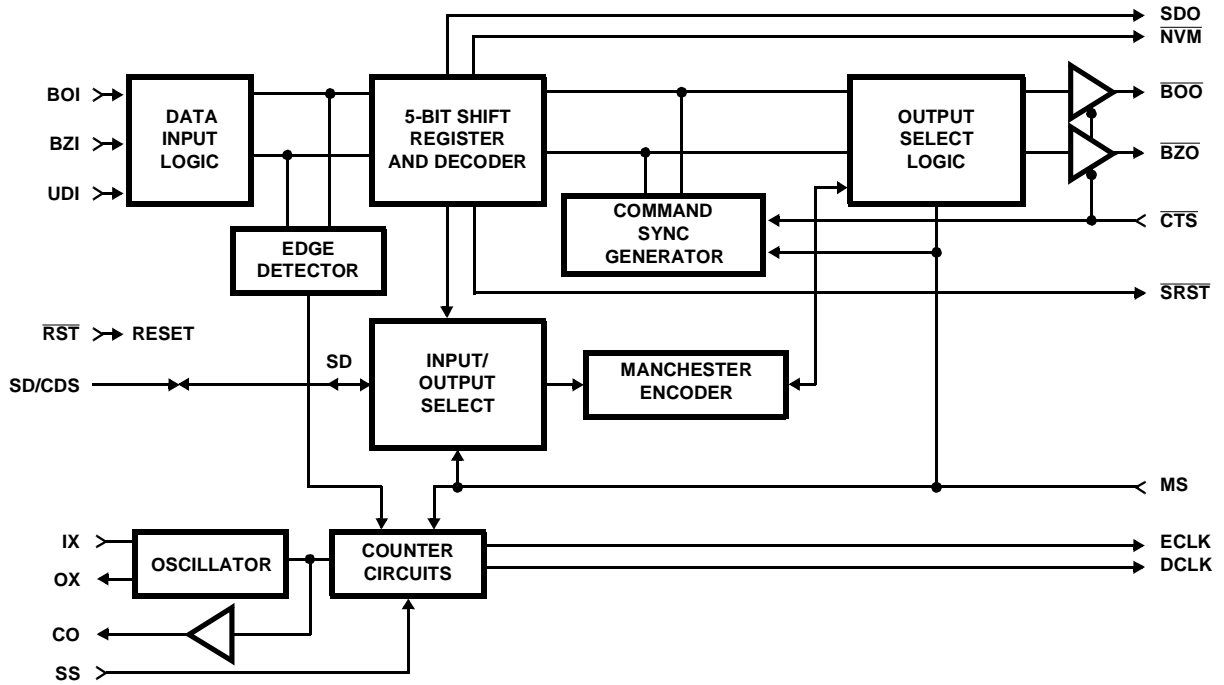 SDO
NVM
BOI
BZI
UDI
DATA
INPUT
LOGIC
5-BIT SHIFT
REGISTER
AND DECODER
OUTPUT
SELECT
LOGIC
BOO
BZO
CTS
COMMAND
SYNC
GENERATOR
EDGE
DETECTOR
SRST
RST
RESET
SD/CDS
SD
INPUT/
OUTPUT
SELECT
MANCHESTER
ENCODER
MS
IX
OX
OSCILLATOR
COUNTER
CIRCUITS
ECLK
DCLK
CO
SS